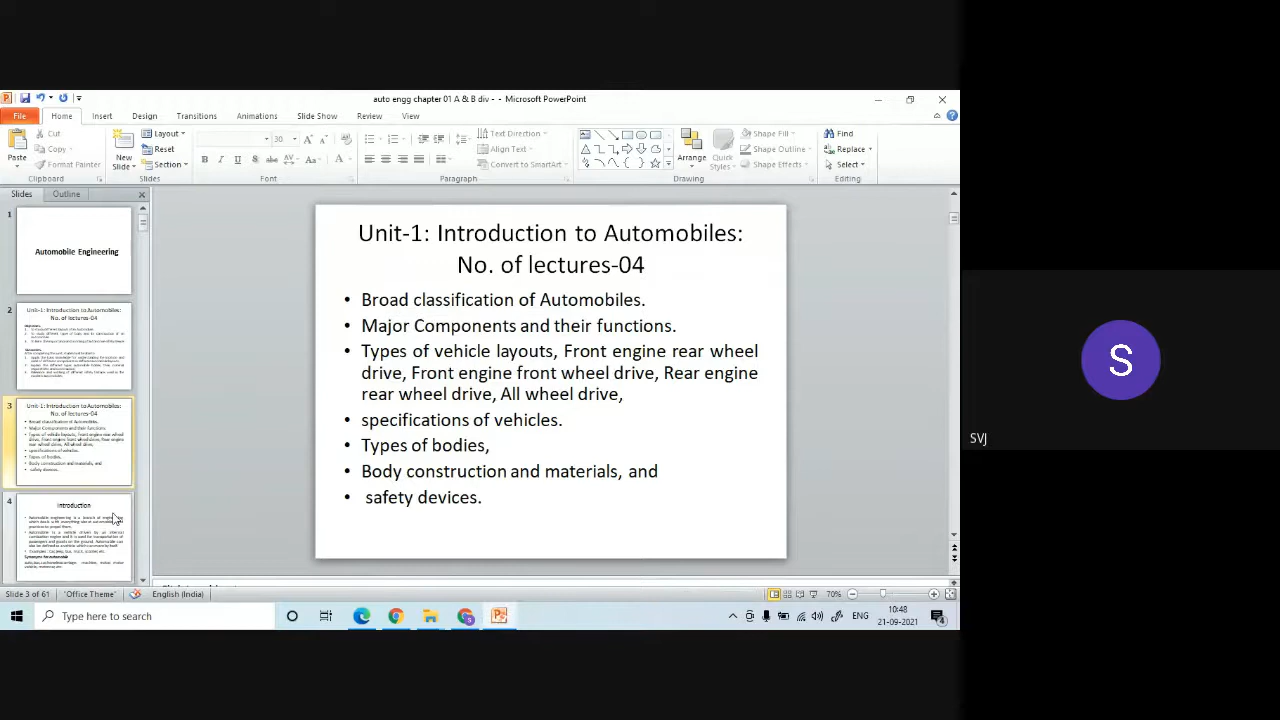 auto engg chapter 01 A & B div - - Microsoft PowerPoint
File Home Insert Design Transitions Animations Slide Show Review View
Cut
Copy
Format Painter
Paste
Clipboard
New Slide
Layout
Reset
Section
Slides
30
Font
Paragraph
Text Direction
Align Text
Convert to SmartArt
Arrange
Quick Styles
Shape Fill
Shape Outline
Shape Effects
Drawing
Find
Replace
Select
Editing
Slides Outline
1
Automobile Engineering
2
Unit-1: Introduction to Automobiles:
No. of lectures-04
3
Unit-1: Introduction to Automobiles:
No. of lectures-04
Broad classification of Automobiles.
Major Components and their functions.
Types of vehicle layouts, Front engine rear wheel
drive, Front engine front wheel drive, Rear engine
rear wheel drive, All wheel drive,
specifications of vehicles.
Types of bodies,
Body construction and materials, and
safety devices.
4
Introduction
Unit-1: Introduction to Automobiles:
No. of lectures-04
• Broad classification of Automobiles.
• Major Components and their functions.
• Types of vehicle layouts, Front engine rear wheel
drive, Front engine front wheel drive, Rear engine
rear wheel drive, All wheel drive,
• specifications of vehicles.
• Types of bodies,
• Body construction and materials, and
• safety devices.
Slide 3 of 61 "Office Theme" English (India) 70%
Type here to search
ENG
10:48
21-09-2021
4
S
SVJ